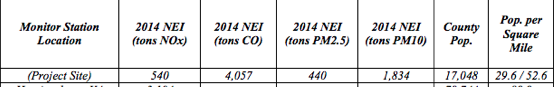 Monitor Station Location | 2014 NEI (tons NOx) | 2014 NEI (tons CO) | 2014 NEI (tons PM2.5) | 2014 NEI (tons PM10) | County Pop. | Pop. per Square Mile
(Project Site) | 540 | 4,057 | 440 | 1,834 | 17,048 | 29.6 / 52.6